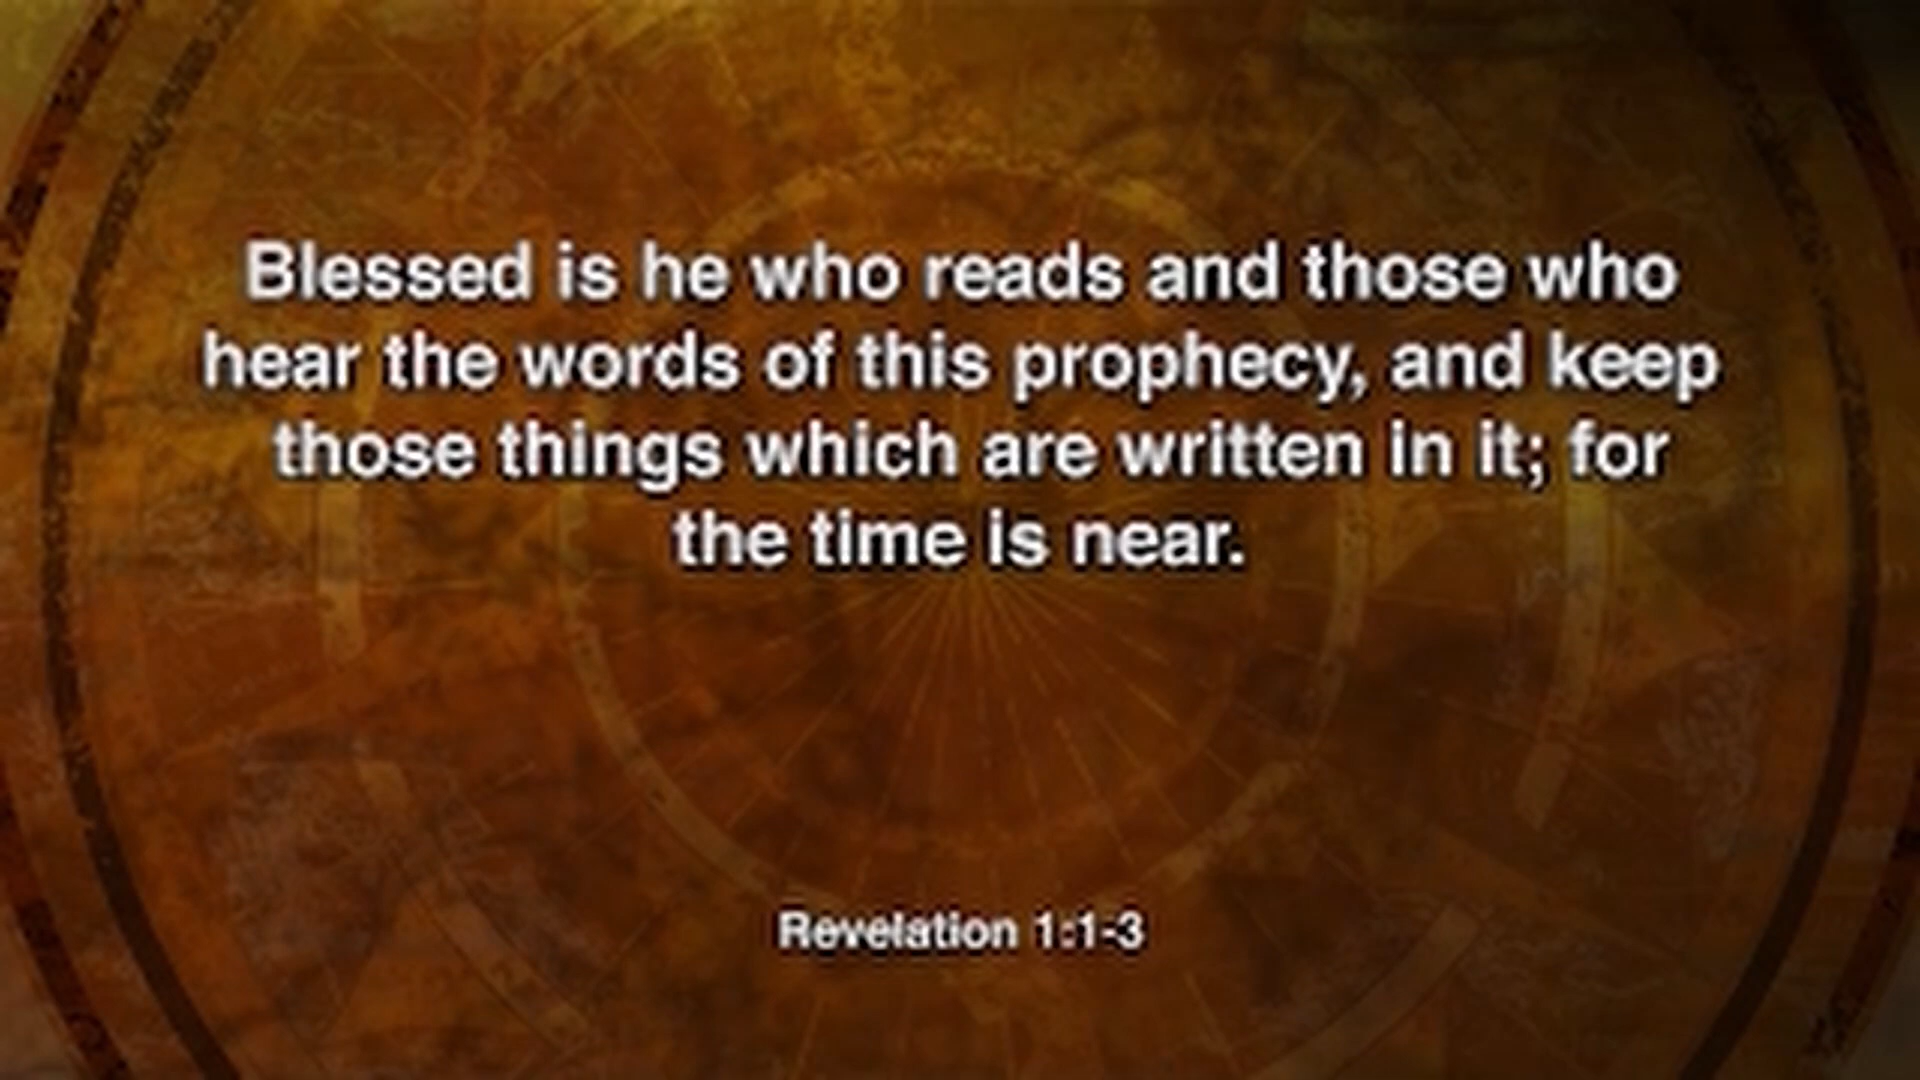 Blessed is he who reads and those who
hear the words of this prophecy, and keep
those things which are written in it; for
the time is near.
Revelation 1:1-3